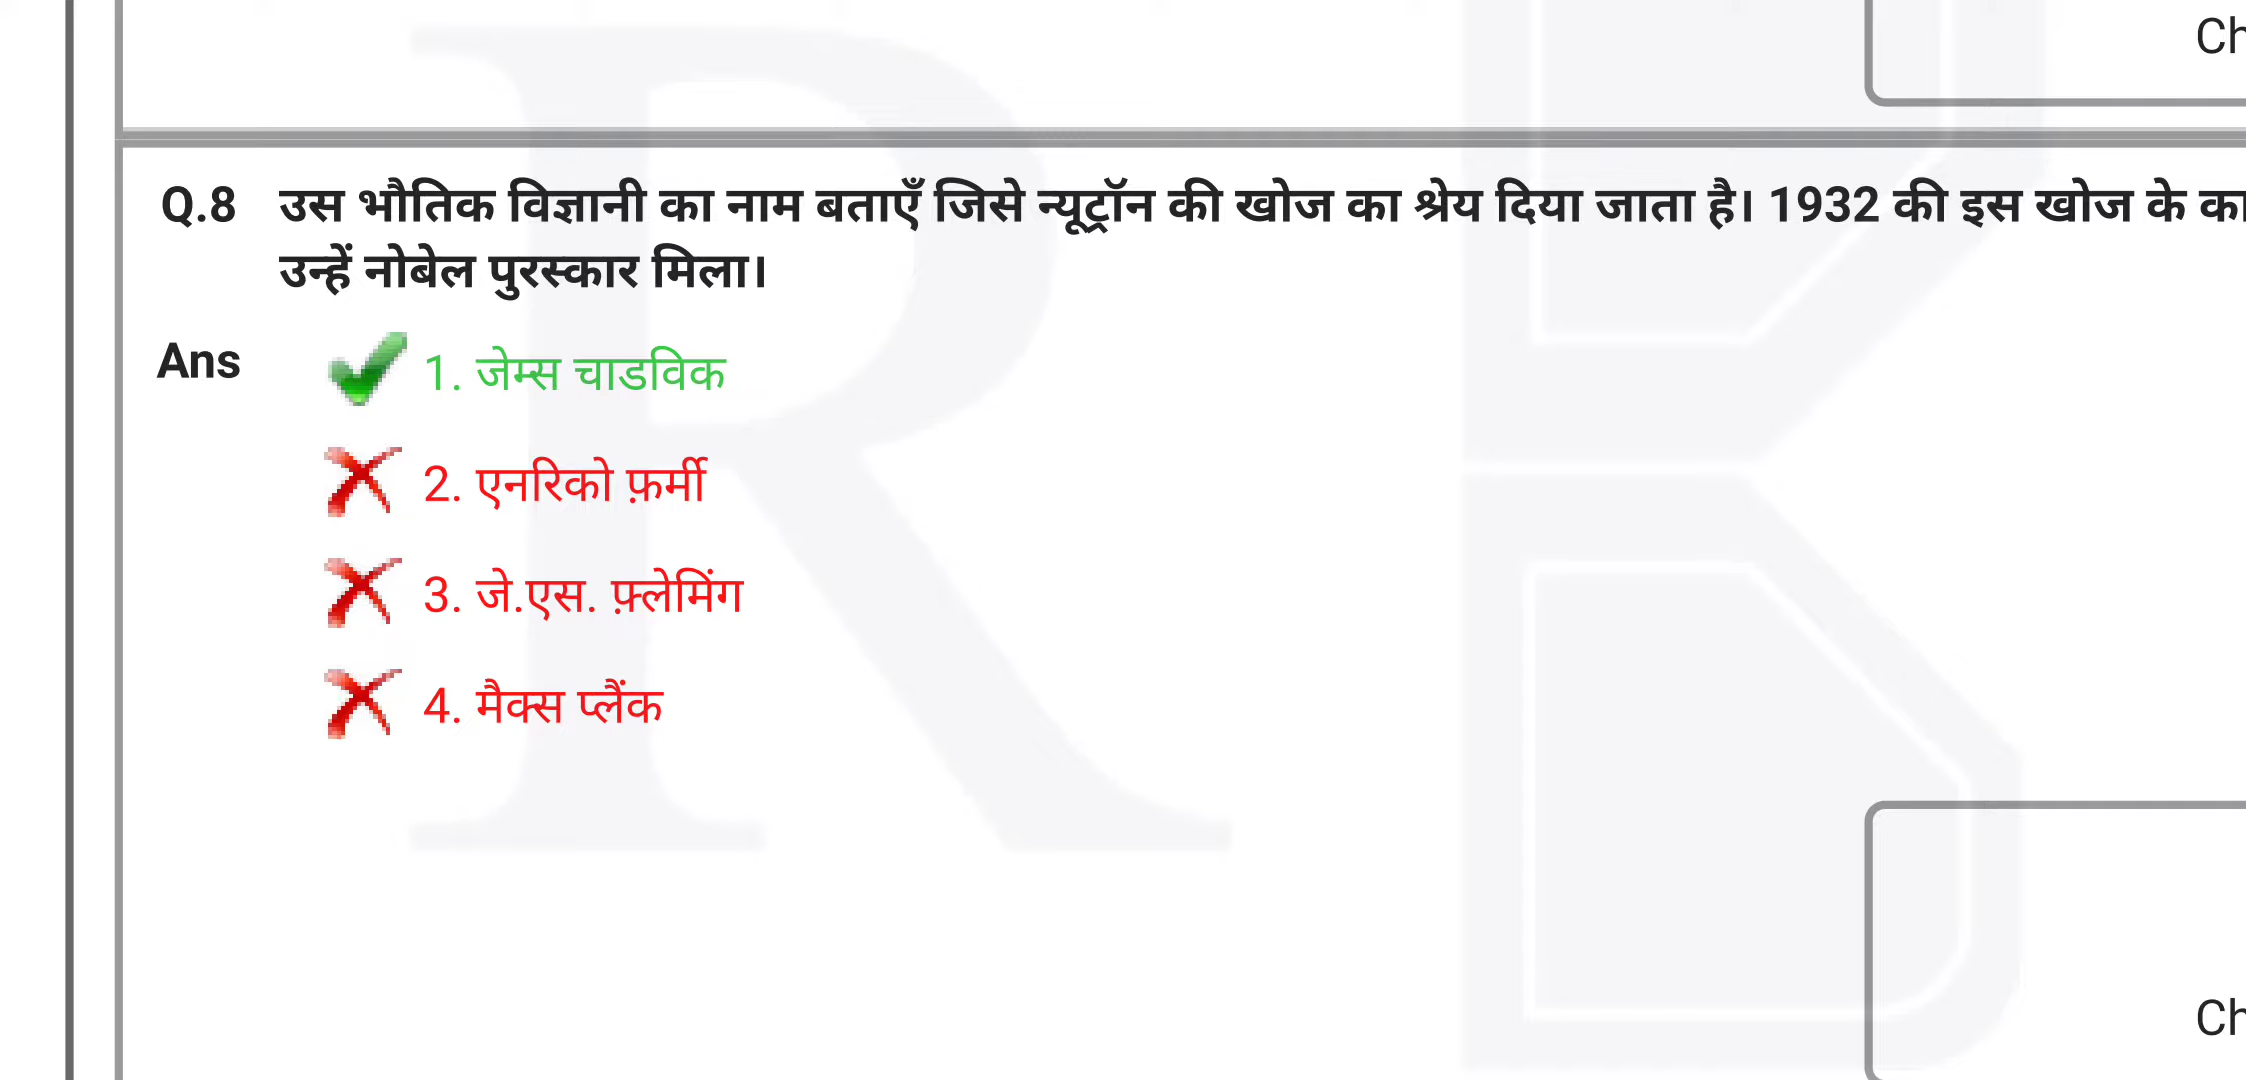 Ch
Q.8 उस भौतिक विज्ञानी का नाम बताएँ जिसे न्यूट्रॉन की खोज का श्रेय दिया जाता है। 1932 की इस खोज के का
उन्हें नोबेल पुरस्कार मिला।
Ans 1. जेम्स चाडविक
2. एनरिको फ़र्मी
3. जे.एस. फ़्लेमिंग
4. मैक्स प्लैंक
Ch